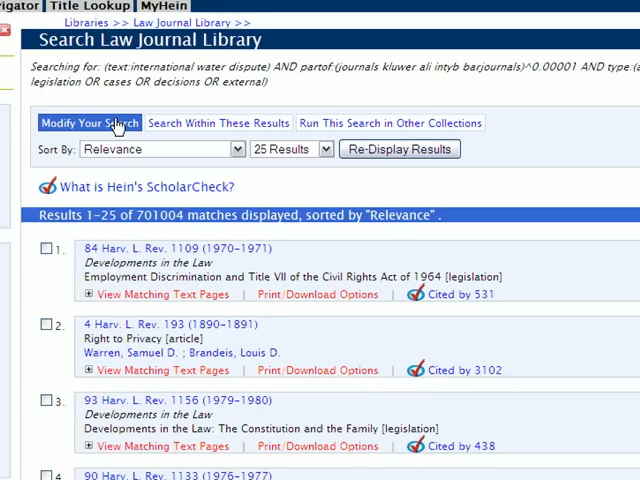 vigator Title Lookup MyHein
Libraries >> Law Journal Library >>
Search Law Journal Library
Searching for: (text:international water dispute) AND partof:(journals kluwer ali intyb barjournals)^0.00001 AND type:(a
legislation OR cases OR decisions OR external)
Modify Your Search Search Within These Results Run This Search in Other Collections
Sort By: Relevance 25 Results Re-Display Results
What is Hein's ScholarCheck?
Results 1-25 of 701004 matches displayed, sorted by "Relevance" .
1. 84 Harv. L. Rev. 1109 (1970-1971)
Developments in the Law
Employment Discrimination and Title VII of the Civil Rights Act of 1964 [legislation]
View Matching Text Pages | Print/Download Options | Cited by 531
2. 4 Harv. L. Rev. 193 (1890-1891)
Right to Privacy [article]
Warren, Samuel D. ; Brandeis, Louis D.
View Matching Text Pages | Print/Download Options | Cited by 3102
3. 93 Harv. L. Rev. 1156 (1979-1980)
Developments in the Law
Developments in the Law: The Constitution and the Family [legislation]
View Matching Text Pages | Print/Download Options | Cited by 438
4. 90 Harv. L. Rev. 1133 (1976-1977)